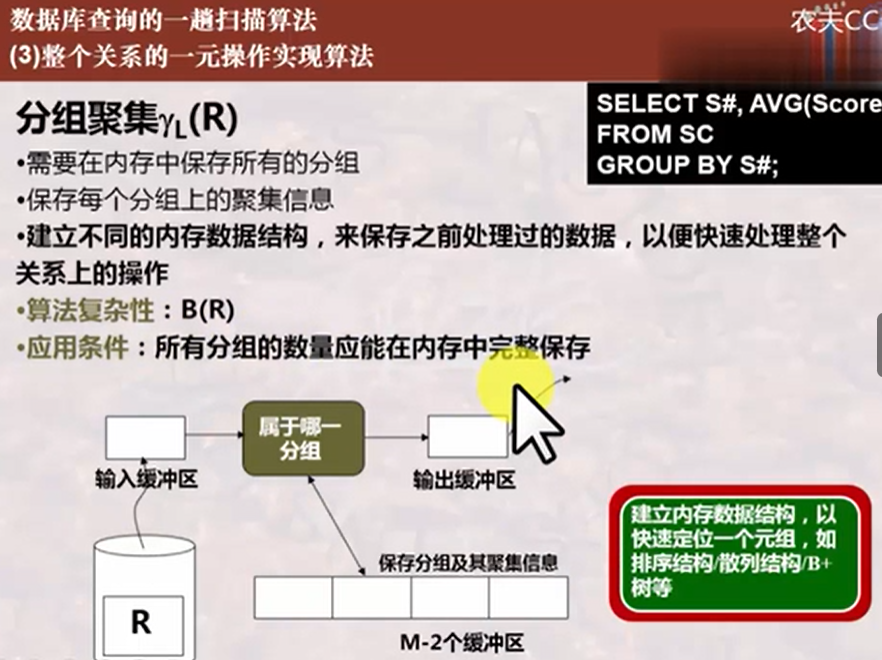 数据库查询的一趟扫描算法
农夫CC
(3)整个关系的一元操作实现算法
分组聚集γL(R)
SELECT S#, AVG(Score
FROM SC
GROUP BY S#;
•需要在内存中保存所有的分组
•保存每个分组上的聚集信息
•建立不同的内存数据结构，来保存之前处理过的数据，以便快速处理整个
关系上的操作
•算法复杂性：B(R)
•应用条件：所有分组的数量应能在内存中完整保存
属于哪一
分组
输入缓冲区
输出缓冲区
建立内存数据结构，以
快速定位一个元组，如
排序结构/散列结构/B+
树等
保存分组及其聚集信息
R
M-2个缓冲区